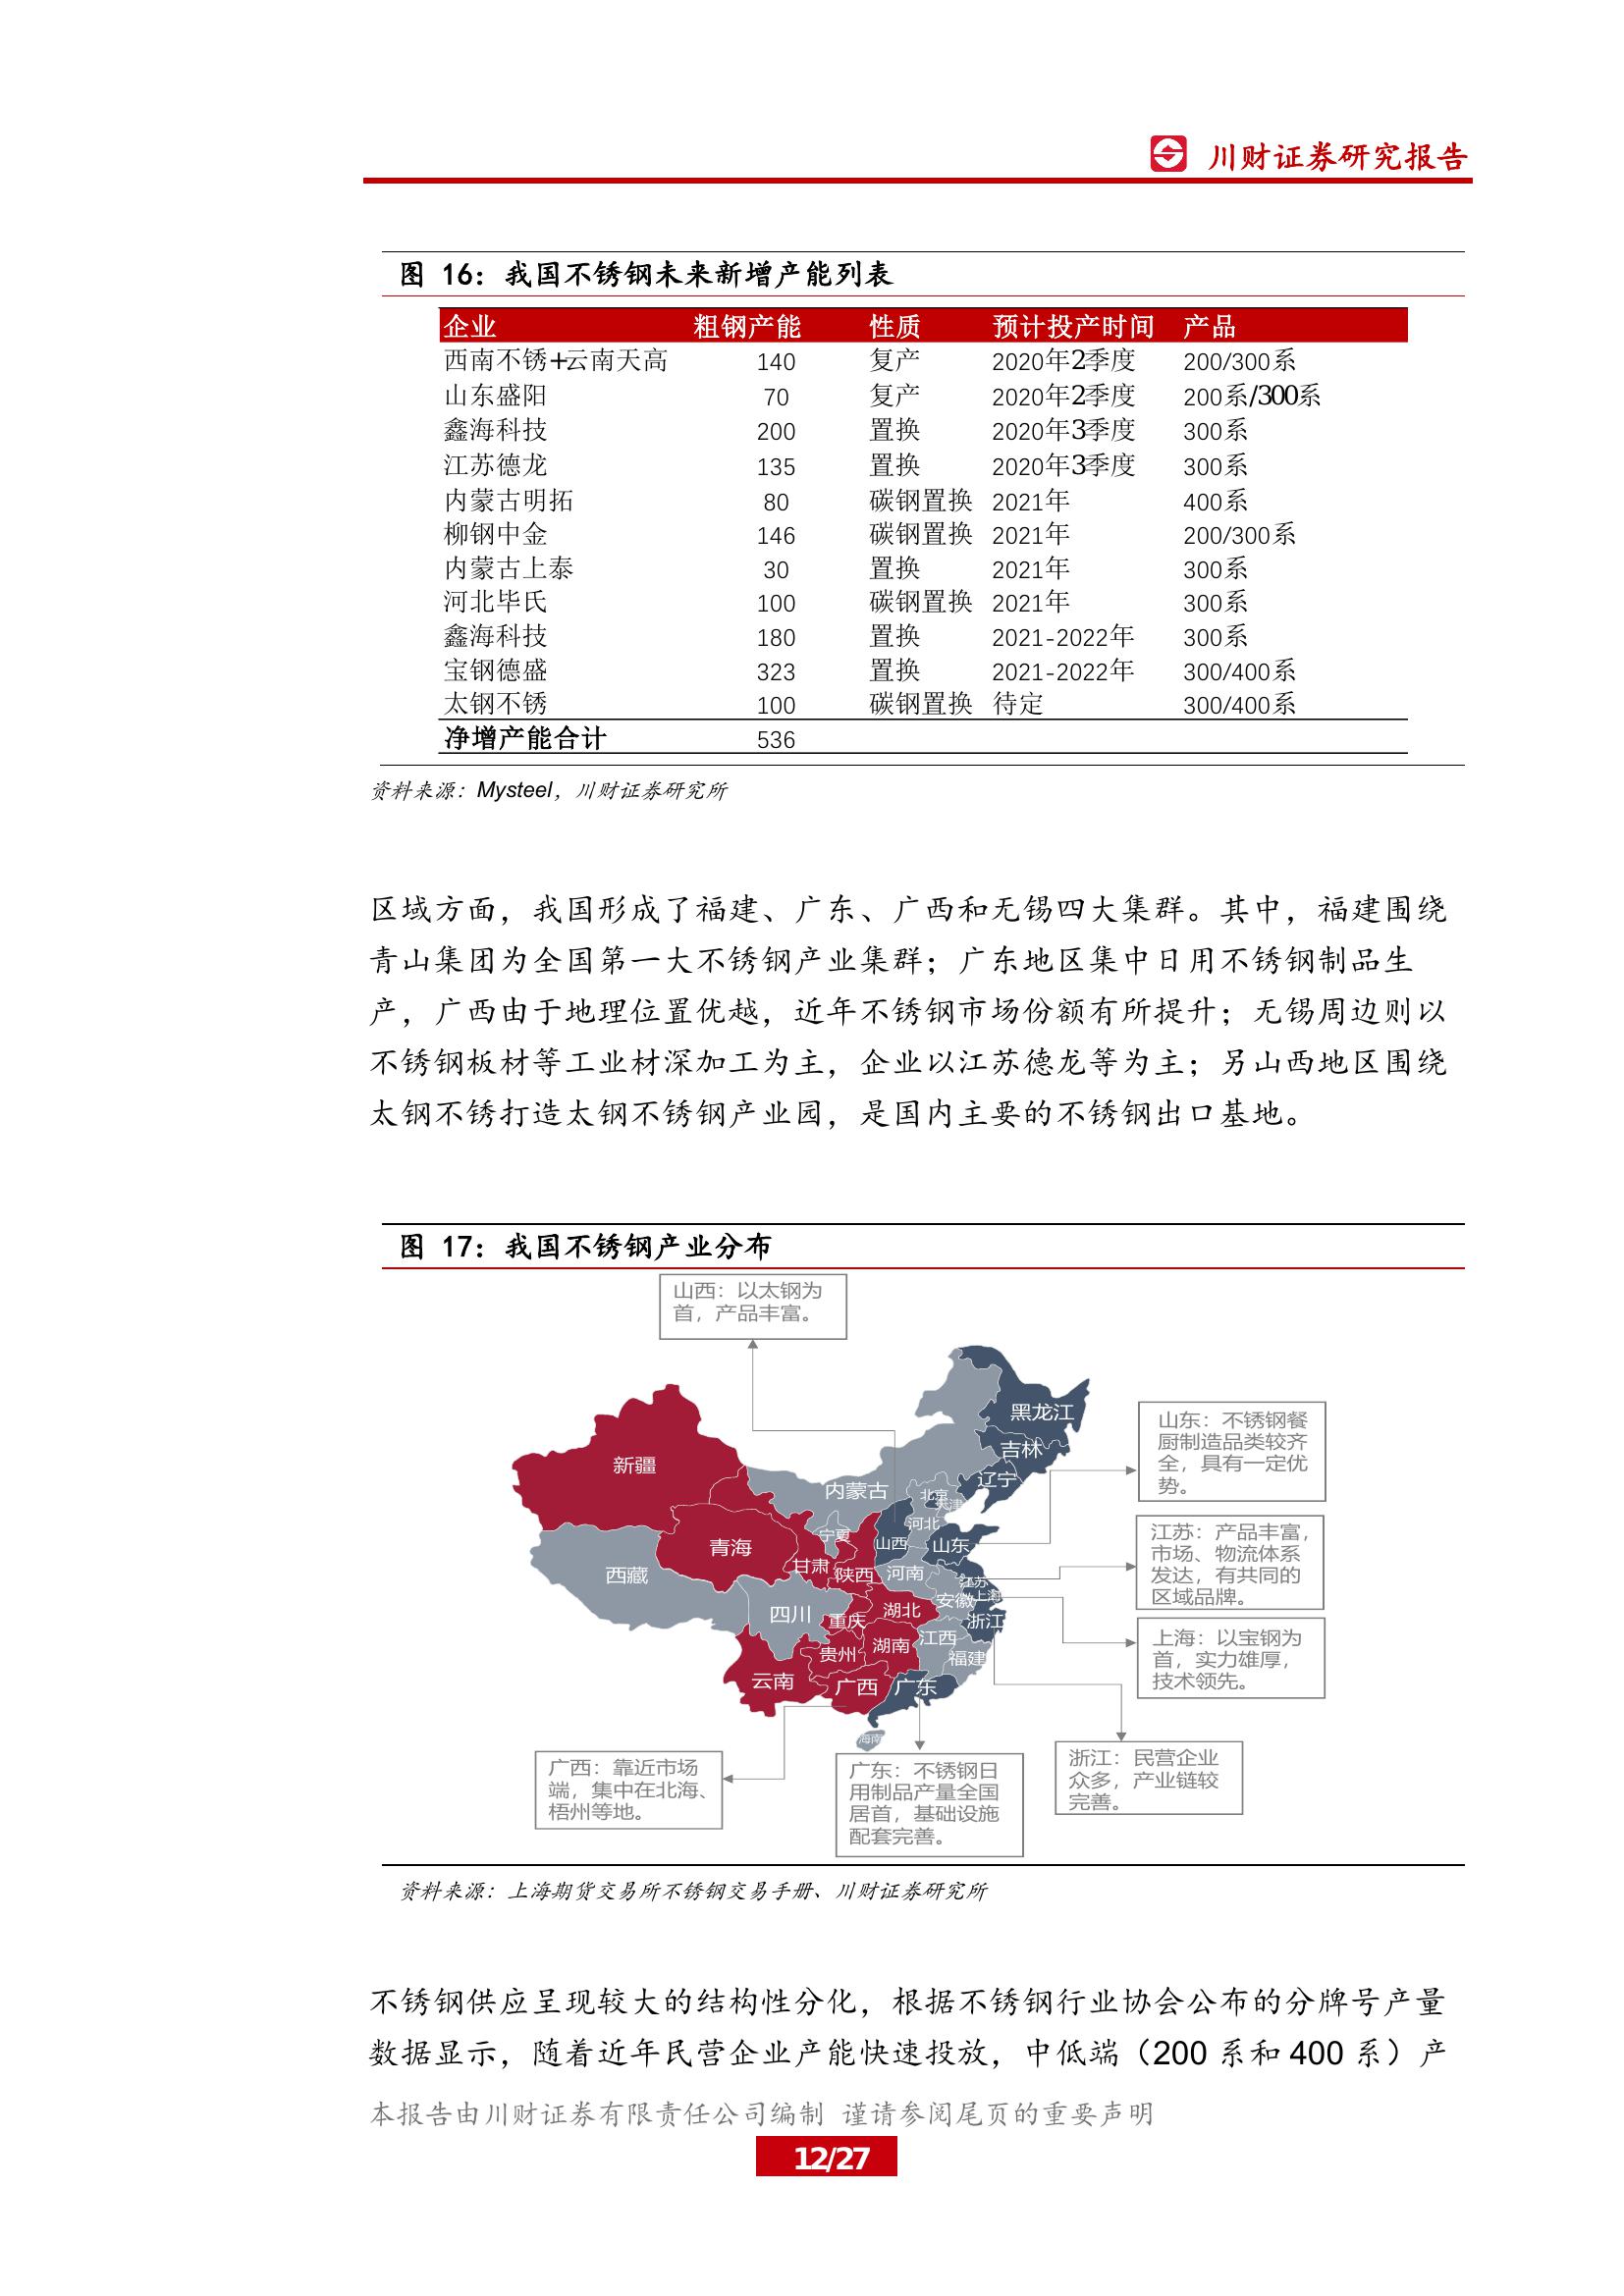 川财证券研究报告
图 16：我国不锈钢未来新增产能列表
企业 粗钢产能 性质 预计投产时间 产品
西南不锈+云南天高 140 复产 2020年2季度 200/300系
山东盛阳 70 复产 2020年2季度 200系/300系
鑫海科技 200 置换 2020年3季度 300系
江苏德龙 135 置换 2020年3季度 300系
内蒙古明拓 80 碳钢置换 2021年 400系
柳钢中金 146 碳钢置换 2021年 200/300系
内蒙古上泰 30 置换 2021年 300系
河北毕氏 100 碳钢置换 2021年 300系
鑫海科技 180 置换 2021-2022年 300系
宝钢德盛 323 置换 2021-2022年 300/400系
太钢不锈 100 碳钢置换 待定 300/400系
净增产能合计 536
资料来源：Mysteel，川财证券研究所
区域方面，我国形成了福建、广东、广西和无锡四大集群。其中，福建围绕
青山集团为全国第一大不锈钢产业集群；广东地区集中日用不锈钢制品生
产，广西由于地理位置优越，近年不锈钢市场份额有所提升；无锡周边则以
不锈钢板材等工业材深加工为主，企业以江苏德龙等为主；另山西地区围绕
太钢不锈打造太钢不锈钢产业园，是国内主要的不锈钢出口基地。
图 17：我国不锈钢产业分布
山西：以太钢为
首，产品丰富。
黑龙江
吉林
辽宁
新疆
内蒙古
北京
天津
河北
宁夏
山西
山东
青海
甘肃
陕西
河南
西藏
江苏
安徽
上海
四川
重庆
湖北
浙江
贵州
湖南
江西
福建
云南
广西
广东
海南
山东：不锈钢餐
厨制造品类较齐
全，具有一定优
势。
江苏：产品丰富，
市场、物流体系
发达，有共同的
区域品牌。
上海：以宝钢为
首，实力雄厚，
技术领先。
浙江：民营企业
众多，产业链较
完善。
广西：靠近市场
端，集中在北海、
梧州等地。
广东：不锈钢日
用制品产量全国
居首，基础设施
配套完善。
资料来源：上海期货交易所不锈钢交易手册、川财证券研究所
不锈钢供应呈现较大的结构性分化，根据不锈钢行业协会公布的分牌号产量
数据显示，随着近年民营企业产能快速投放，中低端（200 系和 400 系）产
本报告由川财证券有限责任公司编制 谨请参阅尾页的重要声明
12/27